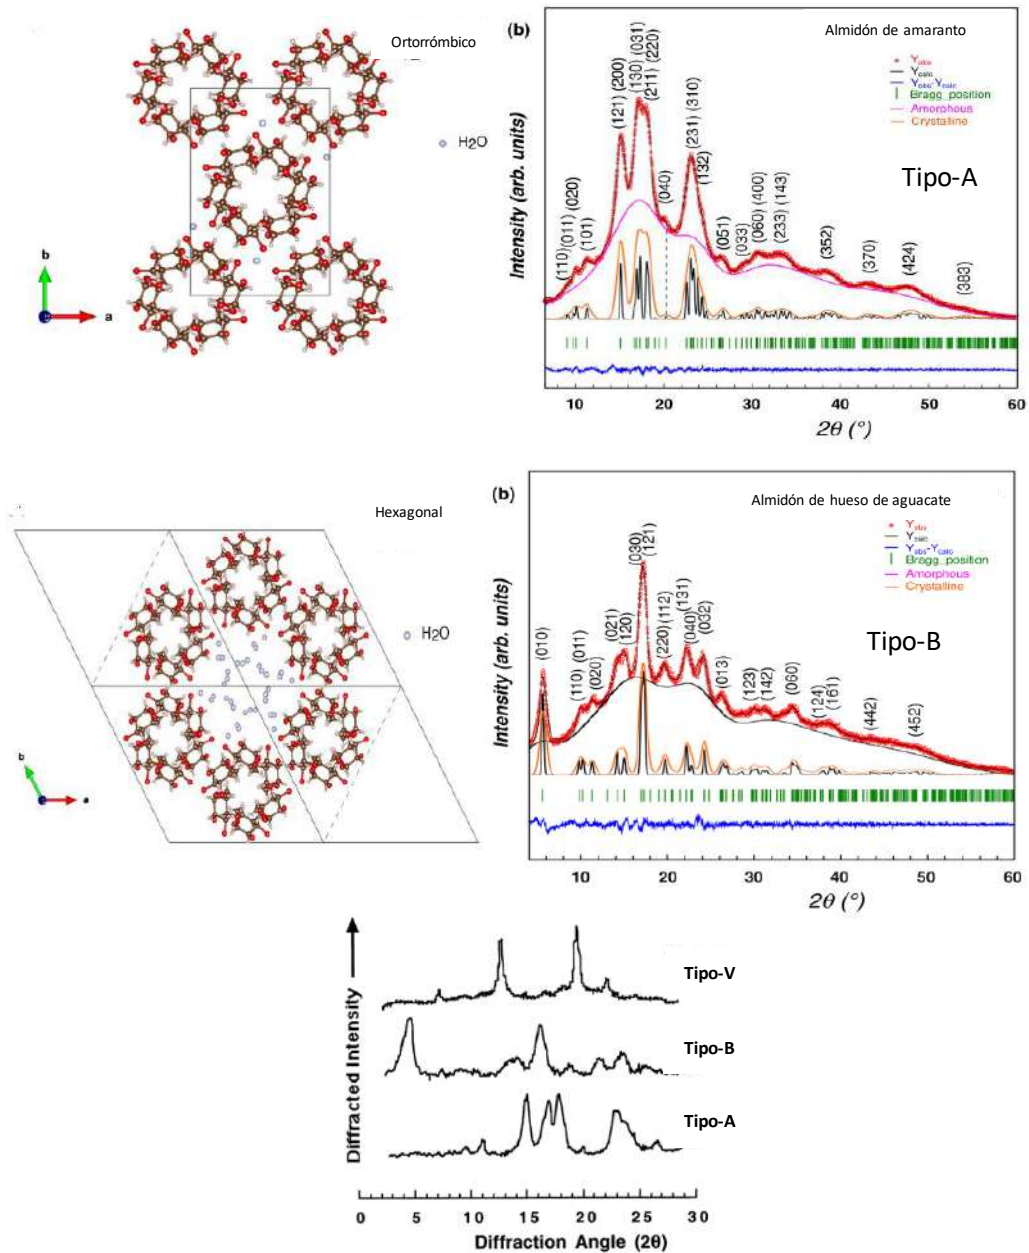 Ortorrómbico
H2O
b
a
(b)
Almidón de amaranto
Yobs
Ycalc
Yobs-Ycalc
Bragg_position
Amorphous
Crystalline
Tipo-A
Intensity (arb. units)
(110)
(011)
(020)
(101)
(121) (200)
(130) (031)
(211) (220)
(040)
(231) (310)
(132)
(051)
(033)
(060) (400)
(233) (143)
(352)
(370)
(424)
(383)
10 20 30 40 50 60
2θ (°)
Hexagonal
H2O
b
a
(b)
Almidón de hueso de aguacate
Yobs
Ycalc
Yobs-Ycalc
Bragg_position
Amorphous
Crystalline
Tipo-B
Intensity (arb. units)
(010)
(110) (011)
(020)
(021)
(120)
(030)
(121)
(220) (112)
(040) (131)
(032)
(013)
(123)
(142)
(060)
(124)
(161)
(442)
(452)
10 20 30 40 50 60
2θ (°)
Diffracted Intensity
Tipo-V
Tipo-B
Tipo-A
0 5 10 15 20 25 30
Diffraction Angle (2θ)